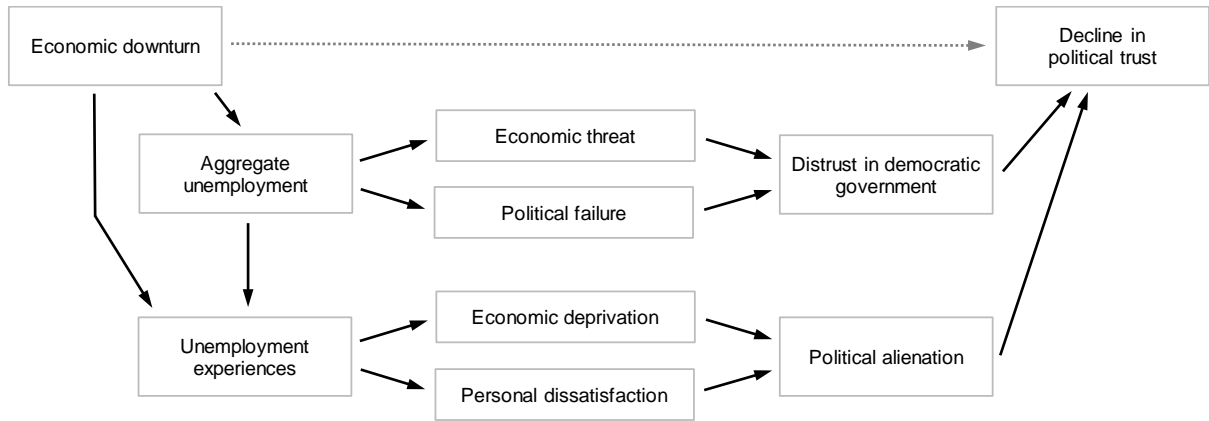 Economic downturn
Decline in
political trust
Economic threat
Aggregate
unemployment
Distrust in democratic
government
Political failure
Economic deprivation
Unemployment
experiences
Political alienation
Personal dissatisfaction